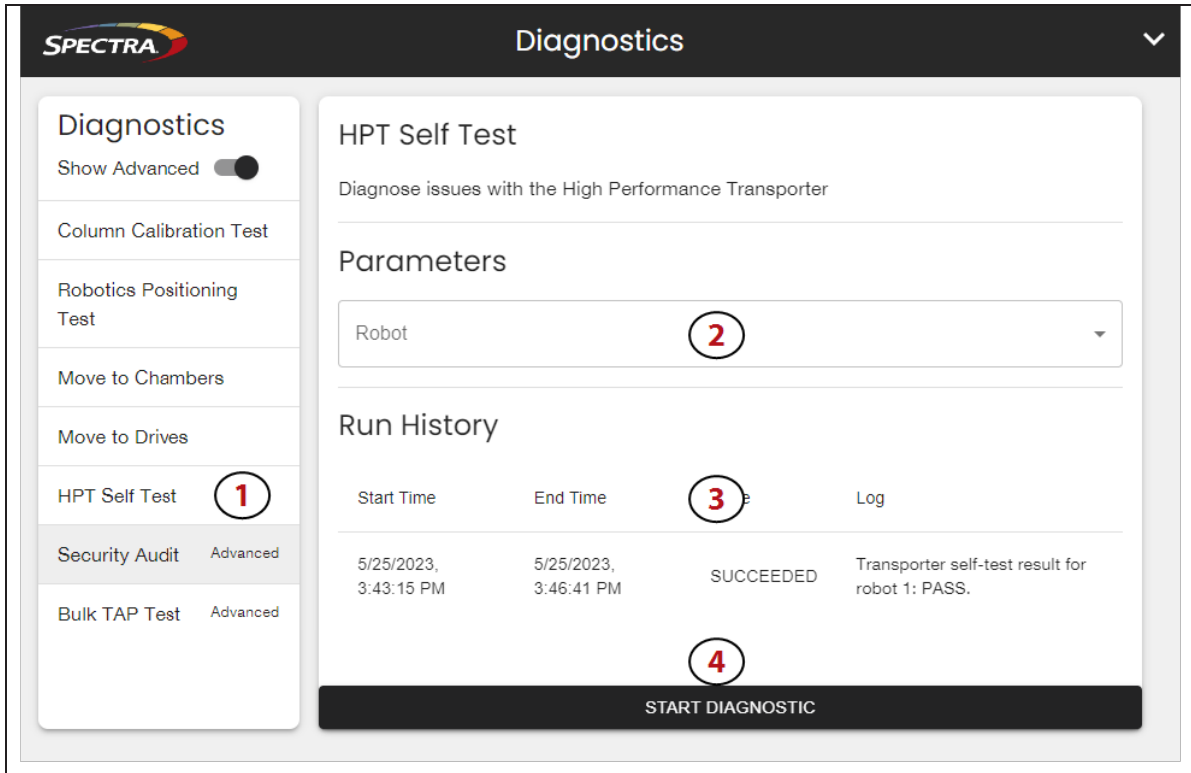 SPECTRA
Diagnostics
Diagnostics
Show Advanced
Column Calibration Test
Robotics Positioning
Test
Move to Chambers
Move to Drives
HPT Self Test 1
Security Audit Advanced
Bulk TAP Test Advanced
HPT Self Test
Diagnose issues with the High Performance Transporter
Parameters
Robot 2
Run History
Start Time End Time 3 Log
5/25/2023, 5/25/2023, SUCCEEDED Transporter self-test result for
3:43:15 PM 3:46:41 PM robot 1: PASS.
4
START DIAGNOSTIC